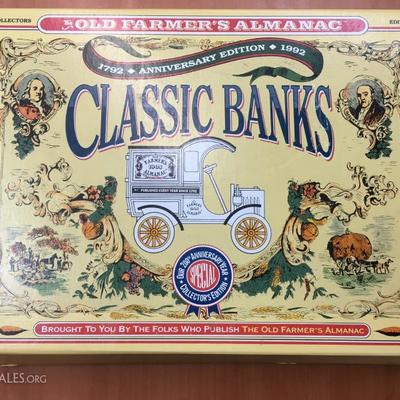 COLLECTORS
THE OLD FARMER'S ALMANAC
EDI
1792 • ANNIVERSARY EDITION • 1992
CLASSIC BANKS
FARMER'S
ALMANAC
PUBLISHED EVERY YEAR SINCE 1792
OUR 200TH ANNIVERSARY YEAR
SPECIAL
COLLECTOR'S EDITION
BROUGHT TO YOU BY THE FOLKS WHO PUBLISH THE OLD FARMER'S ALMANAC
ALES.ORG